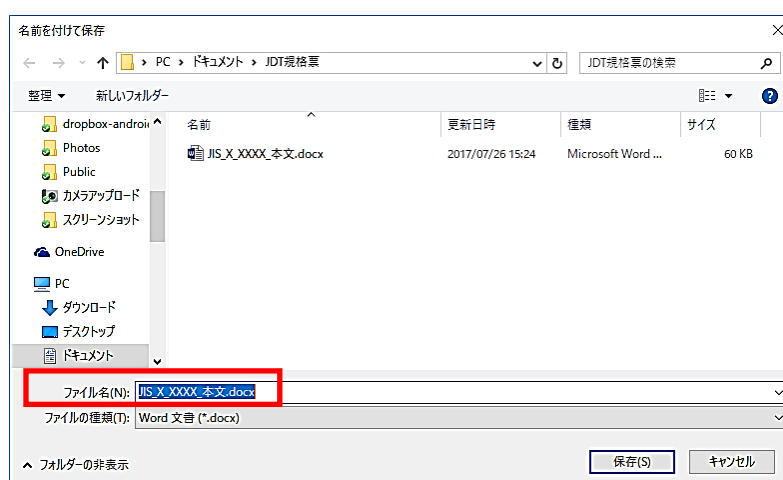 名前を付けて保存
PC › ドキュメント › JDT規格票
JDT規格票の検索
整理 新しいフォルダー
名前 更新日時 種類 サイズ
dropbox-androi
Photos
Public
カメラアップロード
スクリーンショット
OneDrive
PC
ダウンロード
デスクトップ
ドキュメント
JIS_X_XXXX_本文.docx 2017/07/26 15:24 Microsoft Word ... 60 KB
ファイル名(N): JIS_X_XXXX_本文.docx
ファイルの種類(T): Word 文書 (*.docx)
フォルダーの非表示
保存(S) キャンセル